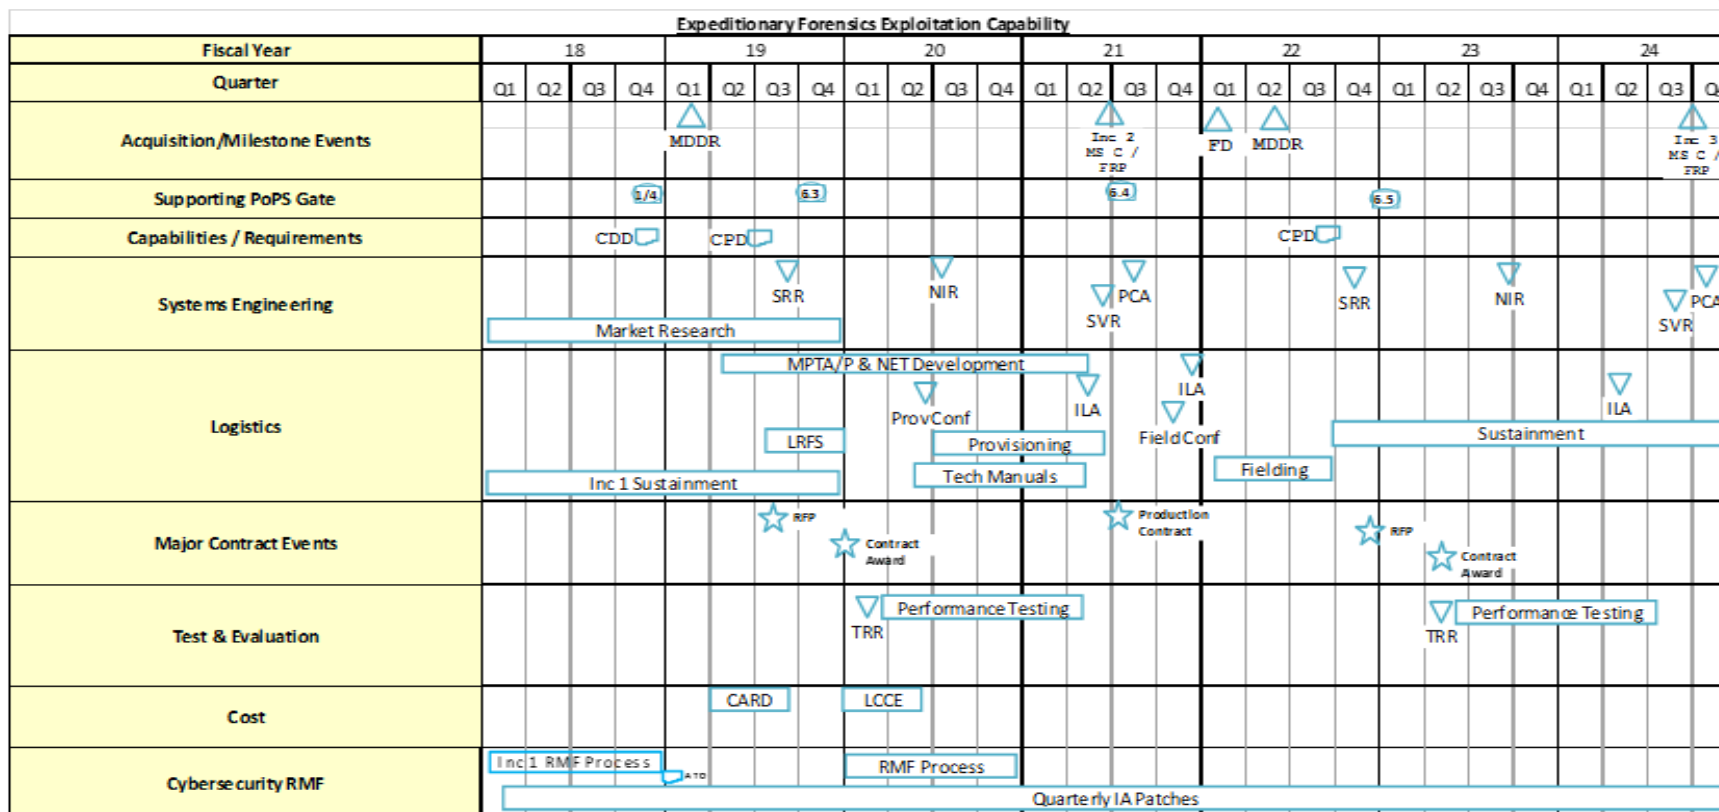 Expeditionary Forensics Exploitation Capability
Fiscal Year 18 19 20 21 22 23 24
Quarter Q1 Q2 Q3 Q4 Q1 Q2 Q3 Q4 Q1 Q2 Q3 Q4 Q1 Q2 Q3 Q4 Q1 Q2 Q3 Q4 Q1 Q2 Q3 Q4 Q1 Q2 Q3
Acquisition/Milestone Events
MDDR
Inc 2
MS C /
FRP
FD
MDDR
Inc 3
MS C /
FRP
Supporting PoPS Gate
1/4
6.3
6.4
6.5
Capabilities / Requirements
CDD
CPD
CPD
Systems Engineering
SRR
NIR
SVR
PCA
SRR
NIR
SVR
PCA
Market Research
Logistics
MPTA/P & NET Development
ProvConf
ILA
ILA
FieldConf
ILA
LRFS
Provisioning
Sustainment
Inc 1 Sustainment
Tech Manuals
Fielding
Major Contract Events
RFP
Contract
Award
Production
Contract
RFP
Contract
Award
Test & Evaluation
TRR
Performance Testing
TRR
Performance Testing
Cost
CARD
LCCE
Cybersecurity RMF
Inc 1 RMF Process
ATO
RMF Process
Quarterly IA Patches